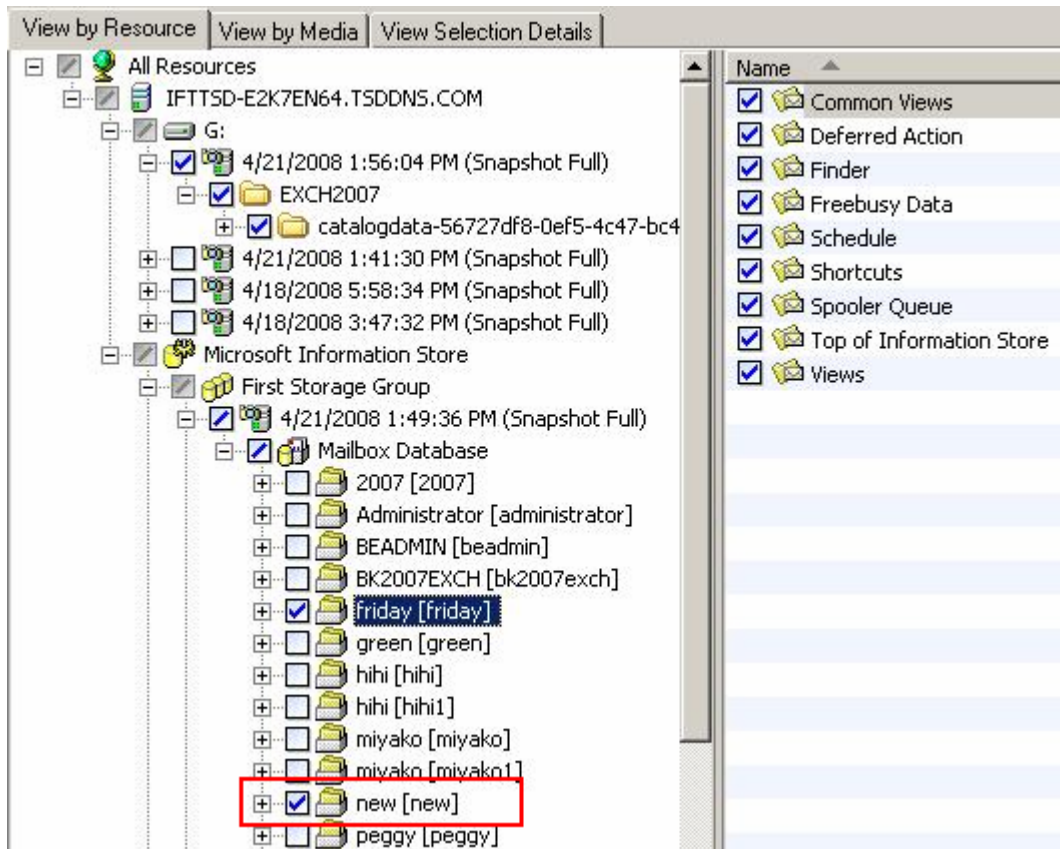 View by Resource View by Media View Selection Details
All Resources
IFTTSD-E2K7EN64.TSDDNS.COM
G:
4/21/2008 1:56:04 PM (Snapshot Full)
EXCH2007
catalogdata-56727df8-0ef5-4c47-bc4
4/21/2008 1:41:30 PM (Snapshot Full)
4/18/2008 5:58:34 PM (Snapshot Full)
4/18/2008 3:47:32 PM (Snapshot Full)
Microsoft Information Store
First Storage Group
4/21/2008 1:49:36 PM (Snapshot Full)
Mailbox Database
2007 [2007]
Administrator [administrator]
BEADMIN [beadmin]
BK2007EXCH [bk2007exch]
friday [friday]
green [green]
hihi [hihi]
hihi [hihi1]
miyako [miyako]
miyako [miyako1]
new [new]
peggy [peggy]
Name
Common Views
Deferred Action
Finder
Freebusy Data
Schedule
Shortcuts
Spooler Queue
Top of Information Store
Views